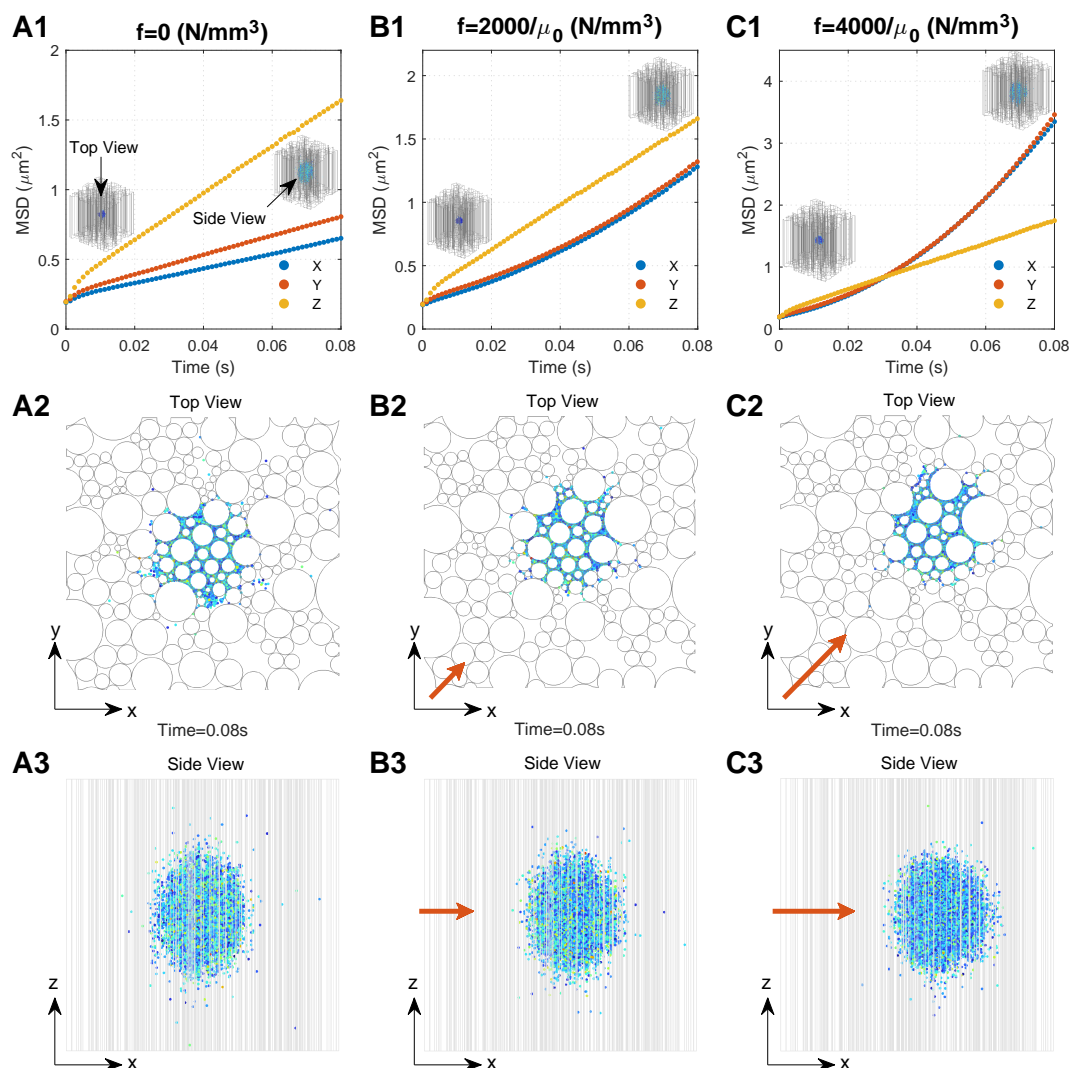 A1
f=0 (N/mm³)
2
1.5
1
0.5
0
MSD (μm²)
Top View
Side View
X
Y
Z
0 0.02 0.04 0.06 0.08
Time (s)
B1
f=2000/μ₀ (N/mm³)
2
1.5
1
0.5
0
MSD (μm²)
X
Y
Z
0 0.02 0.04 0.06 0.08
Time (s)
C1
f=4000/μ₀ (N/mm³)
4
3
2
1
0
MSD (μm²)
X
Y
Z
0 0.02 0.04 0.06 0.08
Time (s)
A2
Top View
y
x
Time=0.08s
B2
Top View
y
x
Time=0.08s
C2
Top View
y
x
Time=0.08s
A3
Side View
z
x
B3
Side View
z
x
C3
Side View
z
x